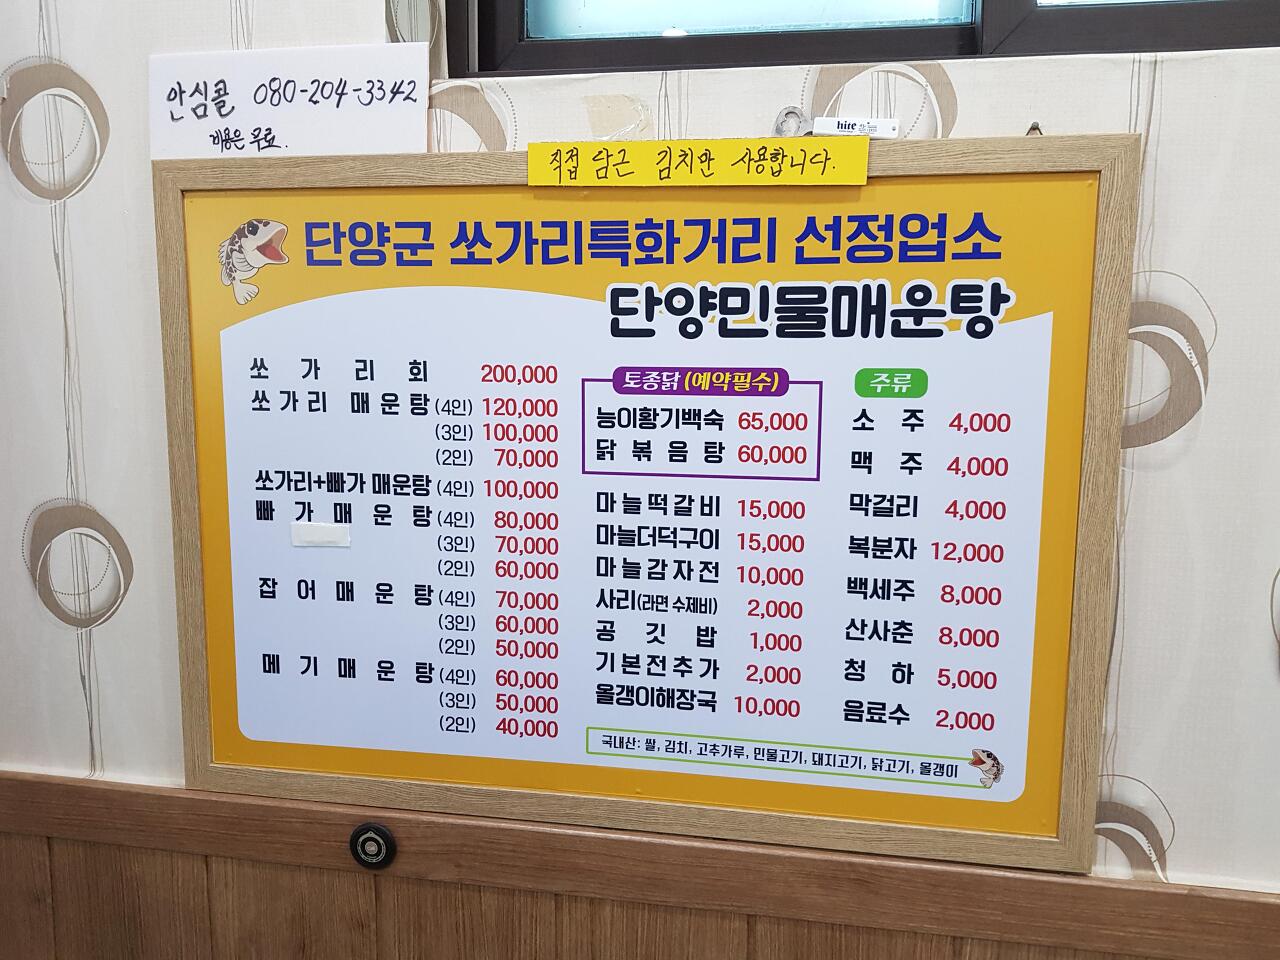 안심콜 080-204-3342
비용은 무료.
hite
직접 담근 김치만 사용합니다.
단양군 쏘가리특화거리 선정업소
단양민물매운탕
쏘가리회 200,000
쏘가리 매운탕 (4인) 120,000
(3인) 100,000
(2인) 70,000
쏘가리+빠가 매운탕 (4인) 100,000
빠가매운탕 (4인) 80,000
(3인) 70,000
(2인) 60,000
잡어매운탕 (4인) 70,000
(3인) 60,000
(2인) 50,000
메기매운탕 (4인) 60,000
(3인) 50,000
(2인) 40,000
토종닭 (예약필수)
능이황기백숙 65,000
닭볶음탕 60,000
마늘떡갈비 15,000
마늘더덕구이 15,000
마늘감자전 10,000
사리(라면 수제비) 2,000
공깃밥 1,000
기본전추가 2,000
올갱이해장국 10,000
주류
소주 4,000
맥주 4,000
막걸리 4,000
복분자 12,000
백세주 8,000
산사춘 8,000
청하 5,000
음료수 2,000
국내산: 쌀, 김치, 고추가루, 민물고기, 돼지고기, 닭고기, 올갱이